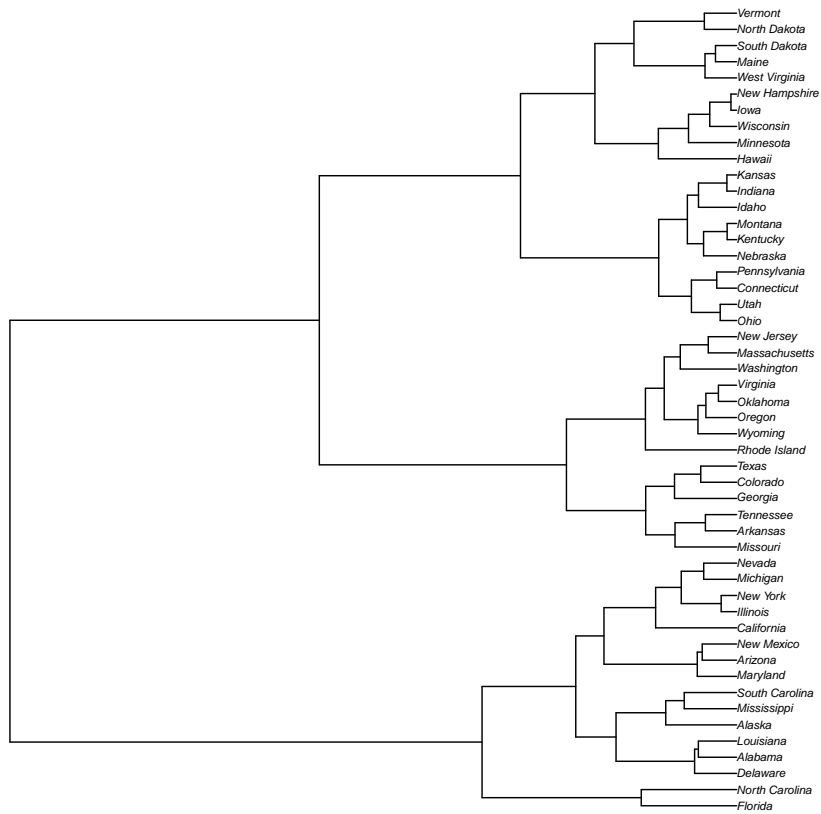 Vermont
North Dakota
South Dakota
Maine
West Virginia
New Hampshire
Iowa
Wisconsin
Minnesota
Hawaii
Kansas
Indiana
Idaho
Montana
Kentucky
Nebraska
Pennsylvania
Connecticut
Utah
Ohio
New Jersey
Massachusetts
Washington
Virginia
Oklahoma
Oregon
Wyoming
Rhode Island
Texas
Colorado
Georgia
Tennessee
Arkansas
Missouri
Nevada
Michigan
New York
Illinois
California
New Mexico
Arizona
Maryland
South Carolina
Mississippi
Alaska
Louisiana
Alabama
Delaware
North Carolina
Florida